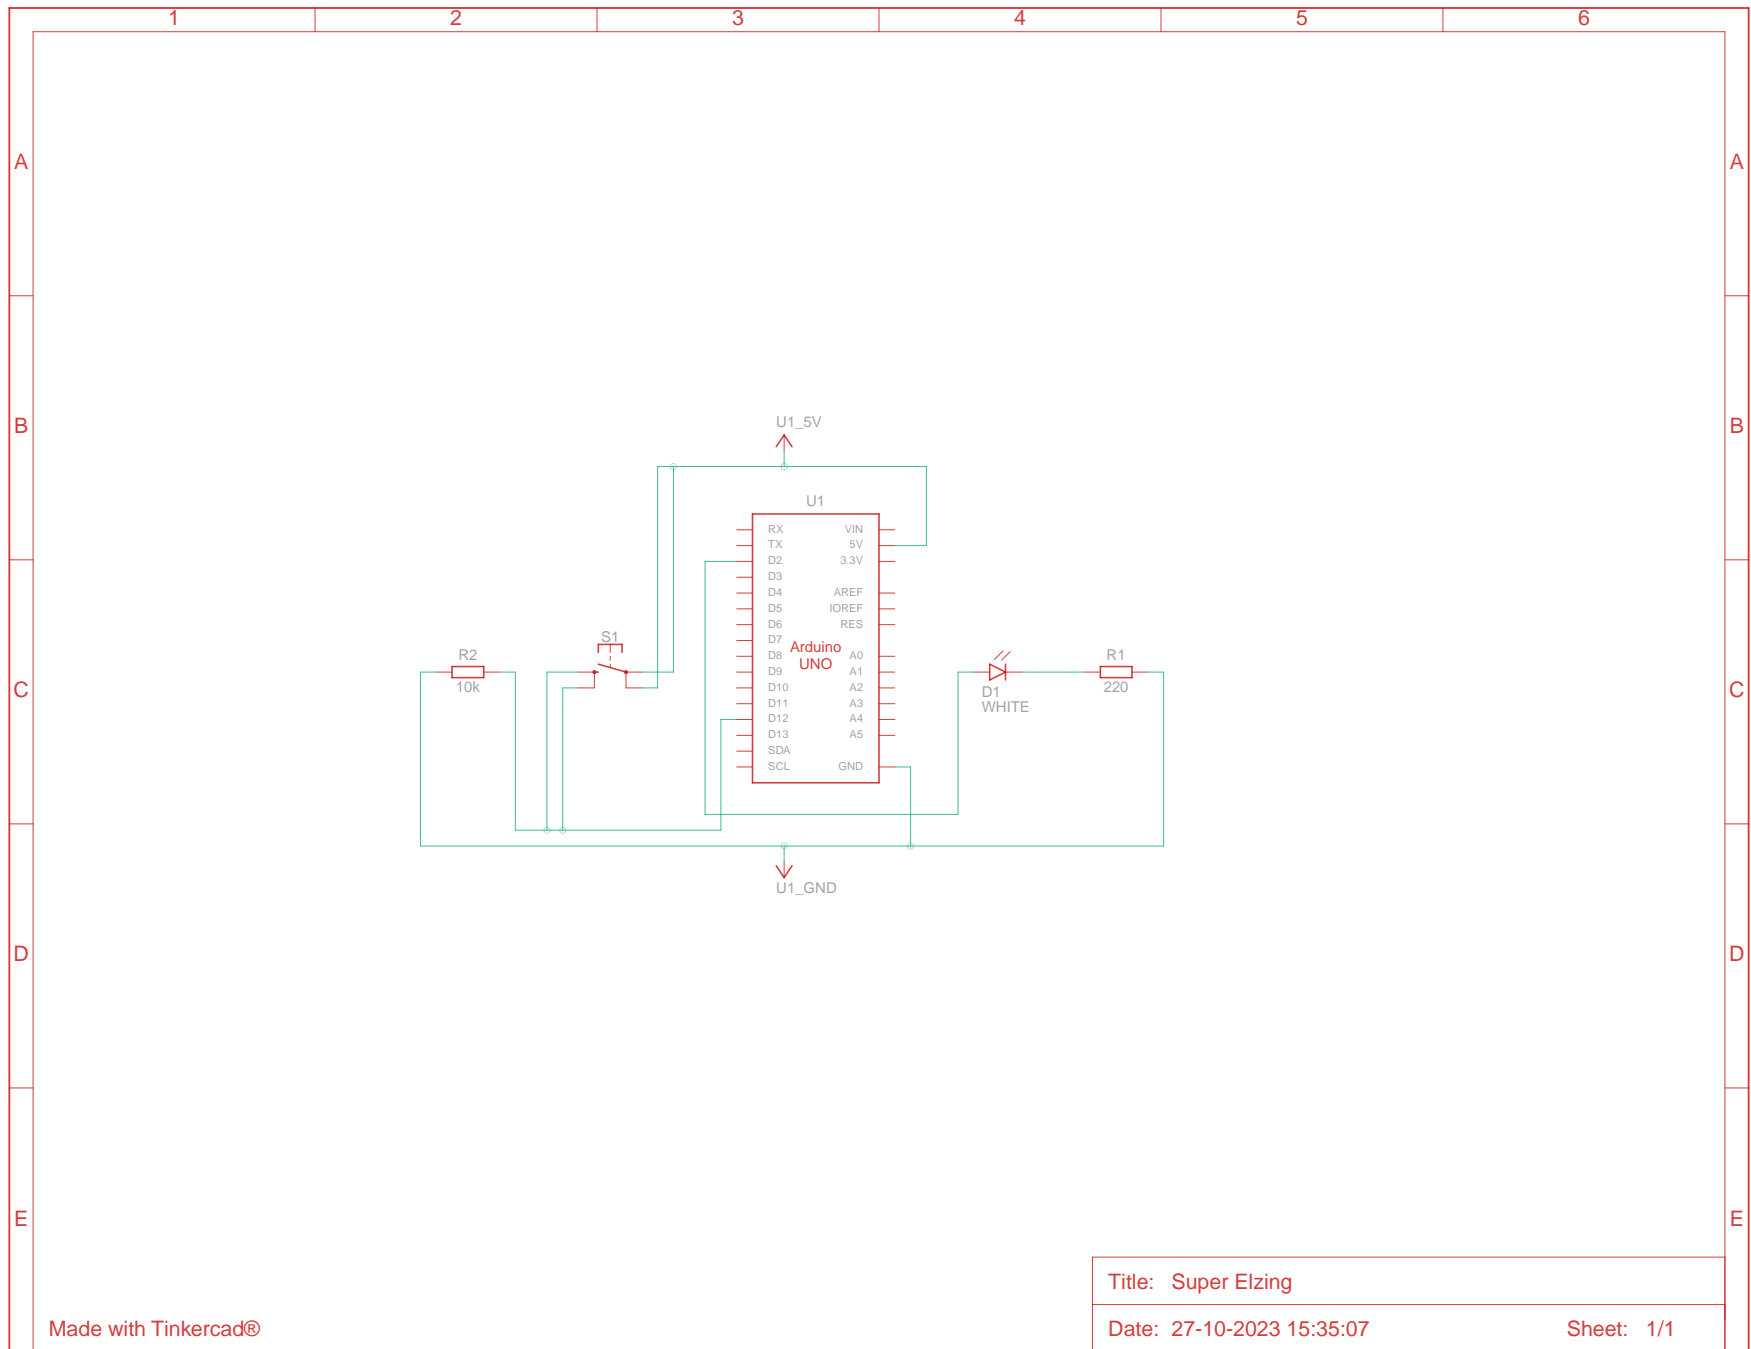 1 2 3 4 5 6
A A
B B
U1_5V
U1
RX VIN
TX 5V
D2 3.3V
D3
D4 AREF
D5 IOREF
D6 RES
D7
Arduino
UNO
D8 A0
D9 A1
D10 A2
D11 A3
D12 A4
D13 A5
SDA
SCL GND
S1
R2
10k
C C
D1
WHITE
R1
220
U1_GND
D D
E E
Title: Super Elzing
Made with Tinkercad®
Date: 27-10-2023 15:35:07 Sheet: 1/1